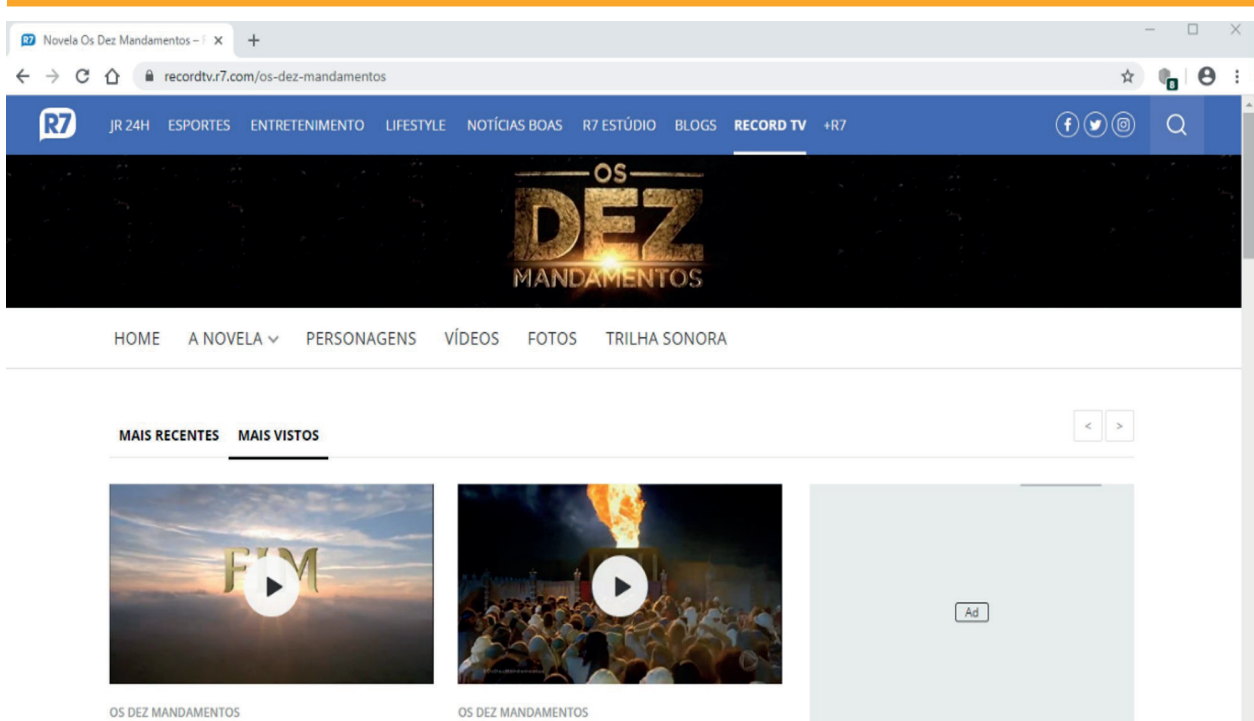 R7 Novela Os Dez Mandamentos –
recordtv.r7.com/os-dez-mandamentos
8
R7 JR 24H ESPORTES ENTRETENIMENTO LIFESTYLE NOTÍCIAS BOAS R7 ESTÚDIO BLOGS RECORD TV +R7
OS
DEZ
MANDAMENTOS
HOME A NOVELA PERSONAGENS VÍDEOS FOTOS TRILHA SONORA
MAIS RECENTES MAIS VISTOS
FIM
Ad
OS DEZ MANDAMENTOS OS DEZ MANDAMENTOS